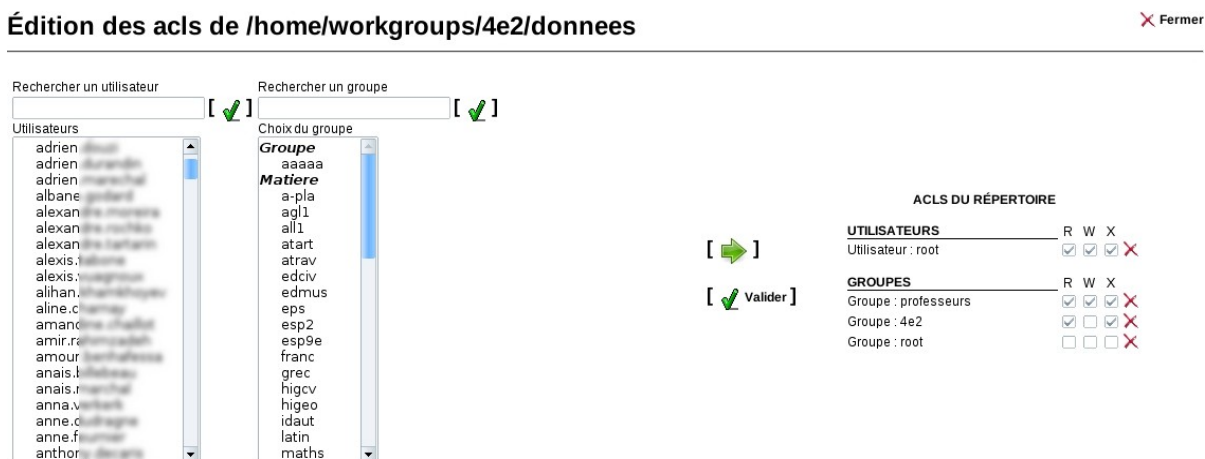 Édition des acls de /home/workgroups/4e2/donnees
Fermer
Rechercher un utilisateur
[ ]
Utilisateurs
adrien
adrien
adrien
albane
alexan
alexan
alexan
alexis.
alexis.
alihan.
aline.c
amand
amir.ra
amour
anais.
anais.
anna.v
anne.d
anne.f
anthon
Rechercher un groupe
[ ]
Choix du groupe
Groupe
aaaaa
Matiere
a-pla
agl1
all1
atart
atrav
edciv
edmus
eps
esp2
esp9e
franc
grec
higcv
higeo
idaut
latin
maths
[ ]
[ Valider ]
ACLS DU RÉPERTOIRE
UTILISATEURS R W X
Utilisateur : root
GROUPES R W X
Groupe : professeurs
Groupe : 4e2
Groupe : root